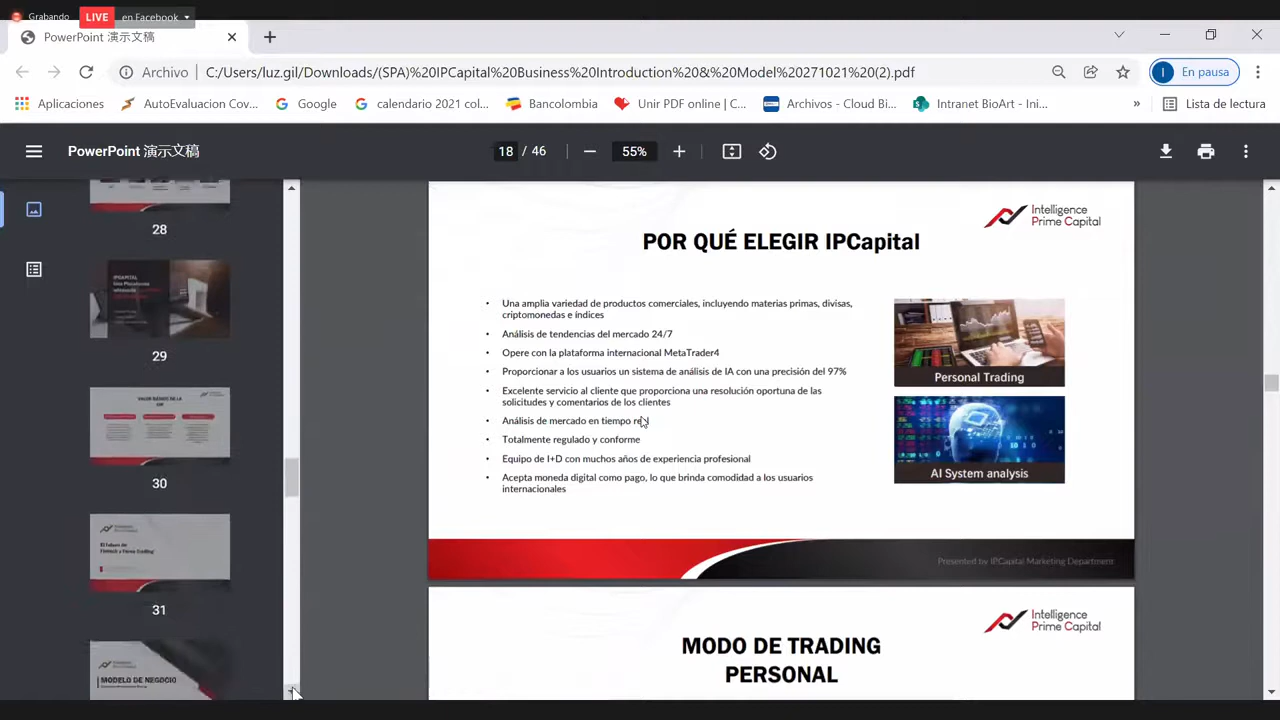 Grabando
LIVE en Facebook
PowerPoint 演示文稿
Archivo C:/Users/luz.gil/Downloads/(SPA)%20IPCapital%20Business%20Introduction%20&%20Model%20271021%20(2).pdf
En pausa
Aplicaciones AutoEvaluacion Cov... Google calendario 2021 col... Bancolombia Unir PDF online | C... Archivos - Cloud Bi... Intranet BioArt - Ini... » Lista de lectura
PowerPoint 演示文稿 18 / 46 55%
28
29
VALOR BASADO DE LA
30
31
MODELO DE NEGOCIO
Intelligence
Prime Capital
POR QUÉ ELEGIR IPCapital
• Una amplia variedad de productos comerciales, incluyendo materias primas, divisas,
criptomonedas e índices
• Análisis de tendencias del mercado 24/7
• Opere con la plataforma internacional MetaTrader4
• Proporcionar a los usuarios un sistema de análisis de IA con una precisión del 97%
• Excelente servicio al cliente que proporciona una resolución oportuna de las
solicitudes y comentarios de los clientes
• Análisis de mercado en tiempo real
• Totalmente regulado y conforme
• Equipo de I+D con muchos años de experiencia profesional
• Acepta moneda digital como pago, lo que brinda comodidad a los usuarios
internacionales
Personal Trading
AI System analysis
Presented by IPCapital Marketing Department
Intelligence
Prime Capital
MODO DE TRADING
PERSONAL